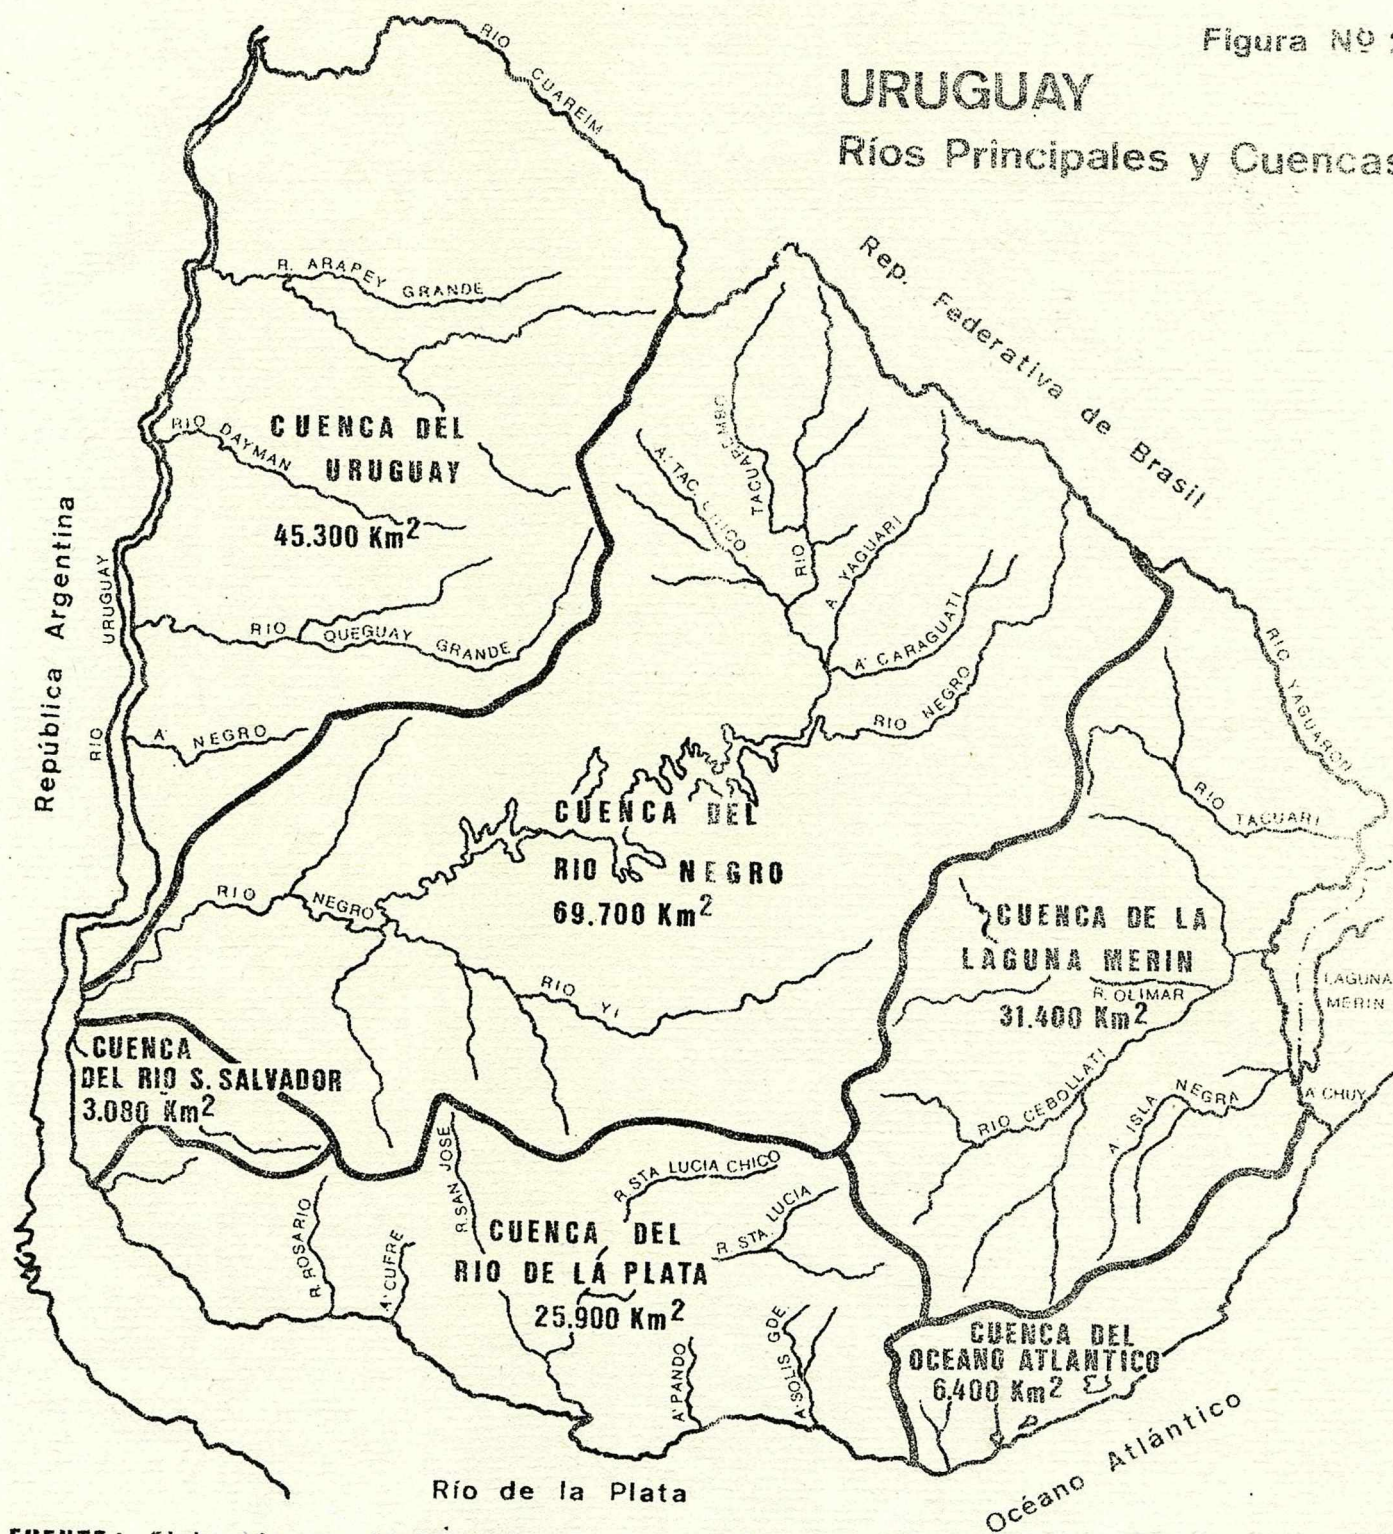 Figura Nº
URUGUAY
Ríos Principales y Cuencas
RIO CUAREIM
Rep. Federativa de Brasil
R. ARAPEY GRANDE
CUENCA DEL
URUGUAY
45.300 Km²
RIO DAYMAN
TACUAREMBO
RIO
A. TAC. CHICO
A YAGUARI
República Argentina
RIO URUGUAY
RIO QUEGUAY GRANDE
A' CARAGUATI
RIO NEGRO
A' NEGRO
RIO YAGUARON
RIO TACUARI
CUENCA DEL
RIO NEGRO
69.700 Km²
RIO NEGRO
CUENCA DE LA
LAGUNA MERIN
R. OLIMAR
31.400 Km²
LAGUNA
MERIN
RIO YI
CUENCA
DEL RIO S. SALVADOR
3.080 Km²
RIO CEBOLLATI
A ISLA NEGRA
A CHUY
R. SAN JOSE
R STA LUCIA CHICO
R STA. LUCIA
R. ROSARIO
A' CUFRE
CUENCA DEL
RIO DE LA PLATA
25.900 Km²
A' PANDO
A' SOLIS GDE
CUENCA DEL
OCEANO ATLANTICO
6.400 Km²
Océano Atlántico
Río de la Plata